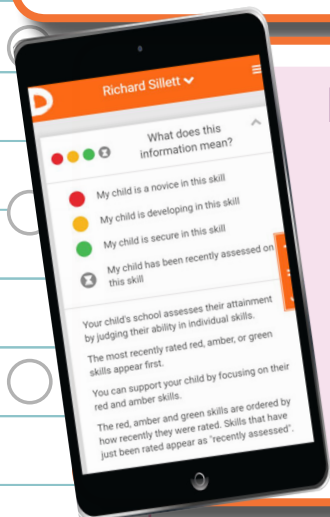 Richard Sillett
What does this
information mean?
My child is a novice in this skill
My child is developing in this skill
My child is secure in this skill
My child has been recently assessed on
this skill
Your child's school assesses their attainment
by judging their ability in individual skills.
The most recently rated red, amber, or green
skills appear first.
You can support your child by focusing on their
red and amber skills.
The red, amber and green skills are ordered by
how recently they were rated. Skills that have
just been rated appear as "recently assessed".